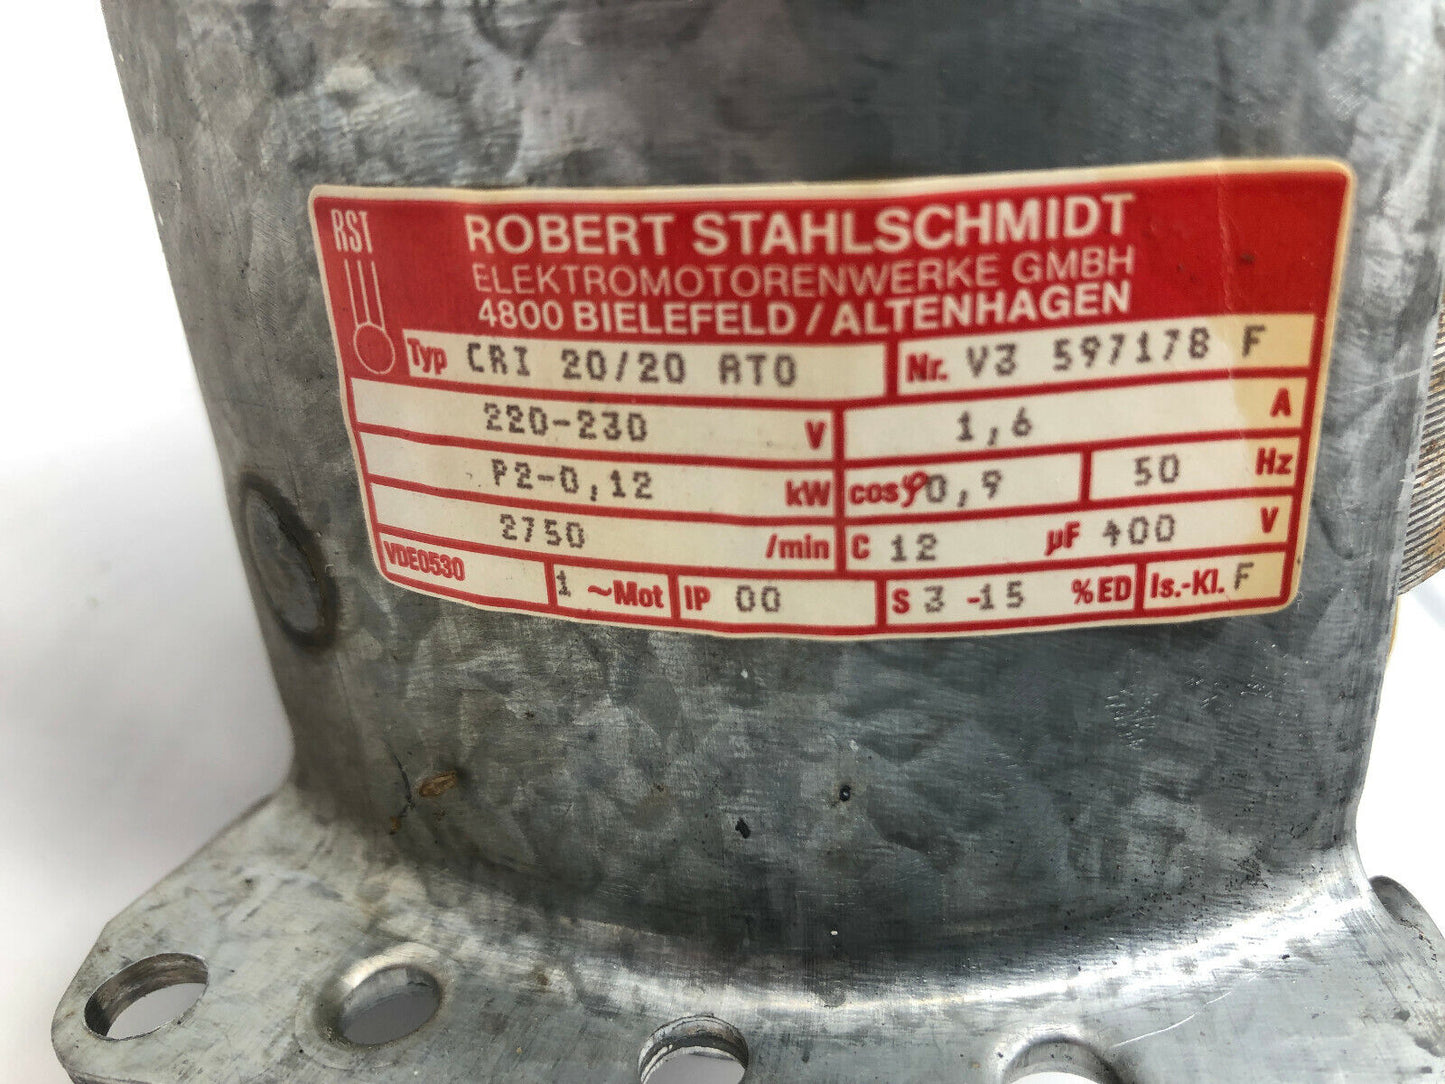 RST
ROBERT STAHLSCHMIDT
ELEKTROMOTORENWERKE GMBH
4800 BIELEFELD / ALTENHAGEN
Typ CRI 20/20 ATO Nr. V3 597178 F
220-230 V 1,6 A
P2-0,12 kW cosφ 0,9 50 Hz
2750 /min C 12 µF 400 V
VDE0530 1 ~Mot IP 00 S 3 -15 %ED Is.-Kl. F